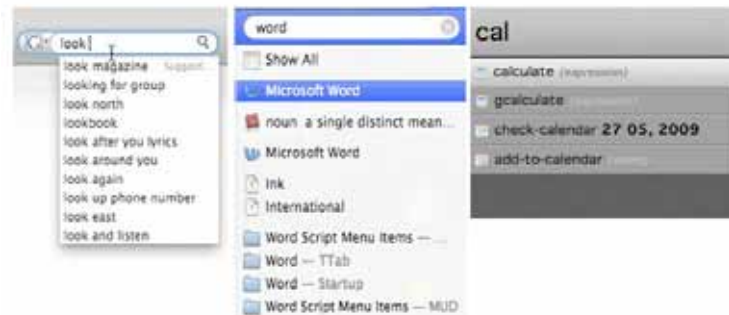 look
look magazine Suggest
looking for group
look north
lookbook
look after you lyrics
look around you
look again
look up phone number
look east
look and listen
word
Show All
Microsoft Word
noun a single distinct mean...
Microsoft Word
Ink
International
Word Script Menu Items — ...
Word — TTab
Word — Startup
Word Script Menu Items — MUD
cal
calculate (expression)
gcalculate
check-calendar 27 05, 2009
add-to-calendar